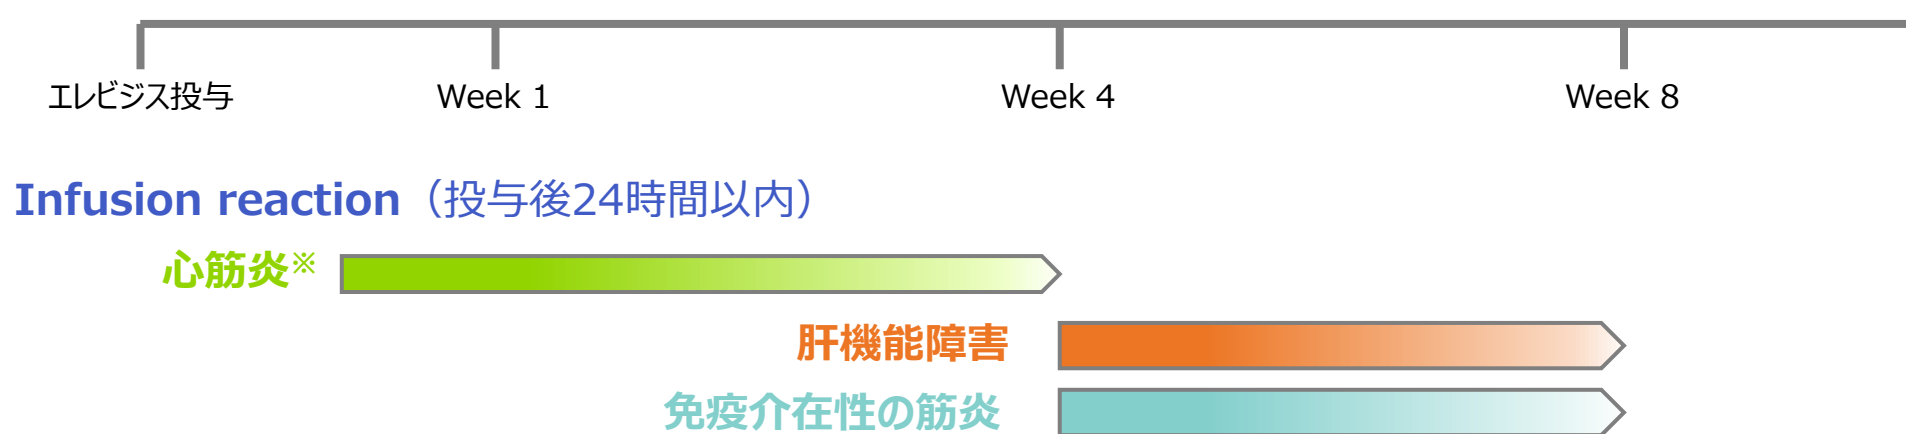 エレビジス投与 Week 1 Week 4 Week 8
Infusion reaction（投与後24時間以内）
心筋炎※
肝機能障害
免疫介在性の筋炎